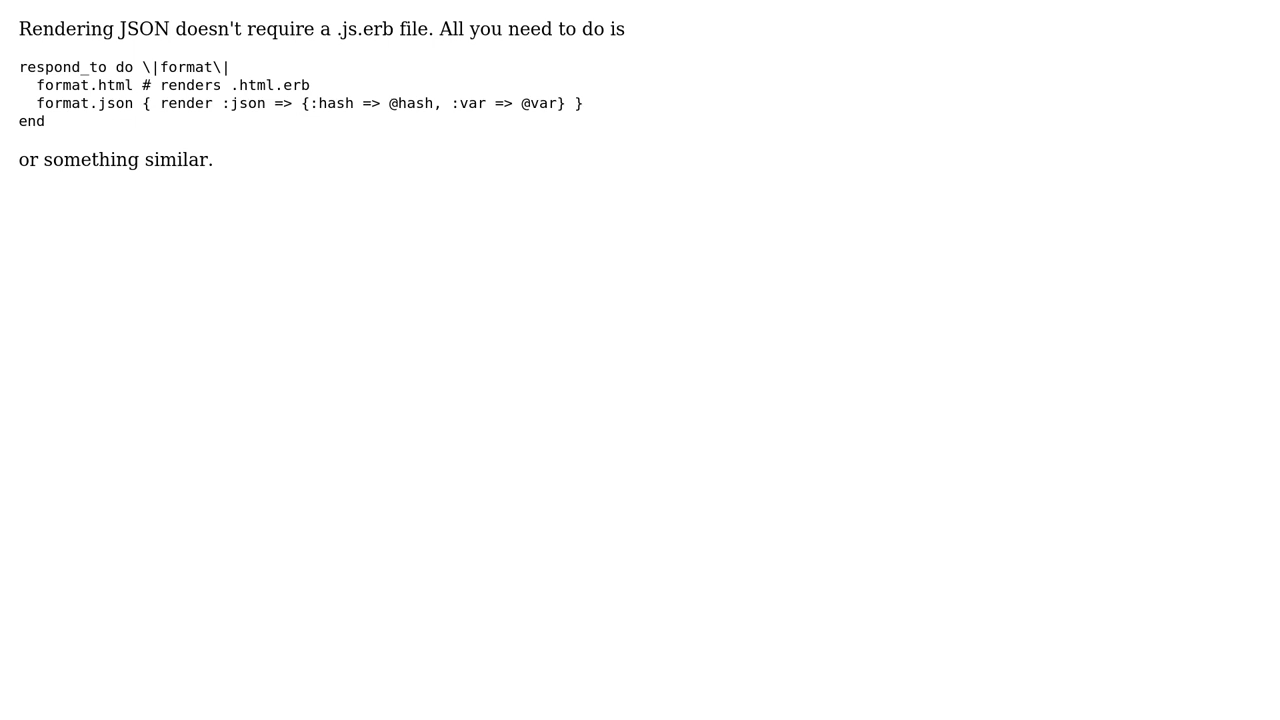 Rendering JSON doesn't require a .js.erb file. All you need to do is
respond_to do \|format\|
  format.html # renders .html.erb
  format.json { render :json => {:hash => @hash, :var => @var} }
end
or something similar.